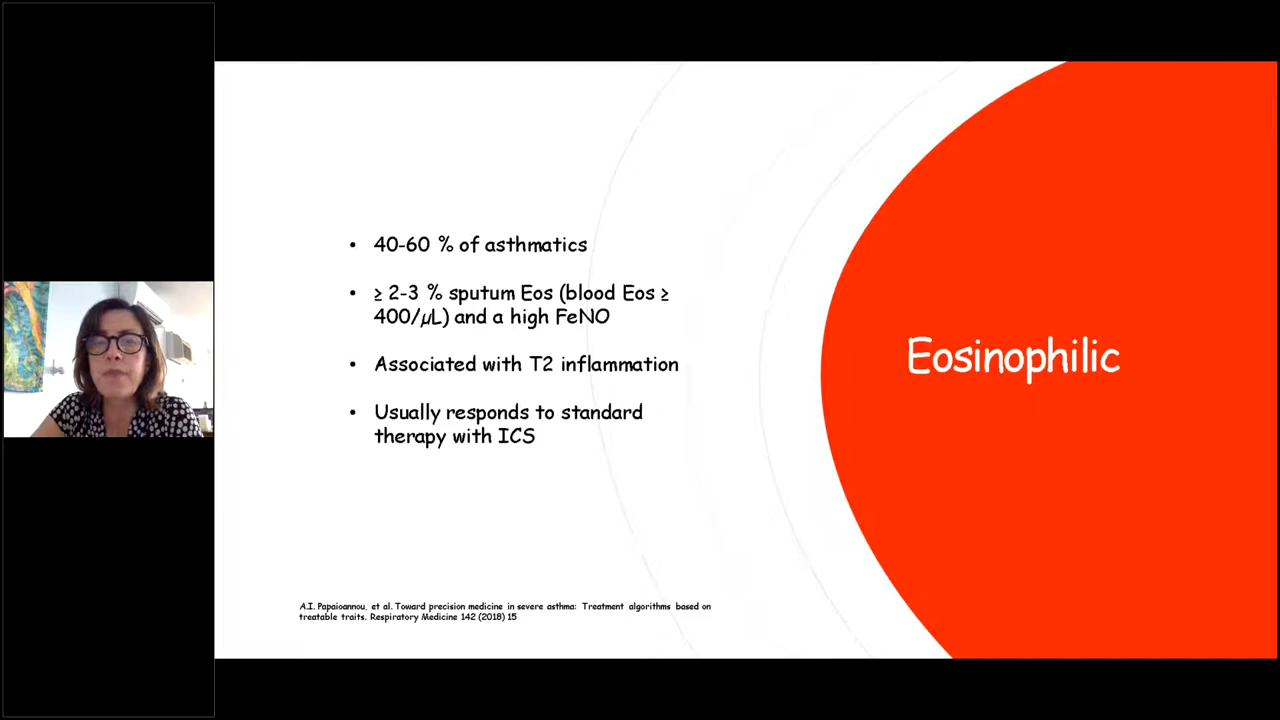 • 40-60 % of asthmatics
• ≥ 2-3 % sputum Eos (blood Eos ≥
400/µL) and a high FeNO
• Associated with T2 inflammation
• Usually responds to standard
therapy with ICS
Eosinophilic
A.I. Papaioannou, et al. Toward precision medicine in severe asthma: Treatment algorithms based on
treatable traits. Respiratory Medicine 142 (2018) 15